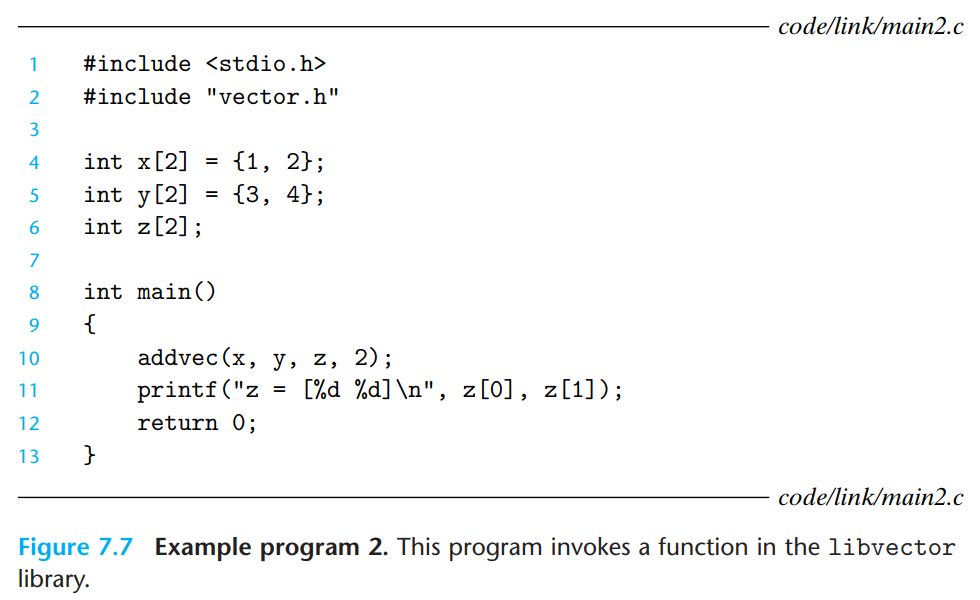 code/link/main2.c
1 #include <stdio.h>
2 #include "vector.h"
3
4 int x[2] = {1, 2};
5 int y[2] = {3, 4};
6 int z[2];
7
8 int main()
9 {
10     addvec(x, y, z, 2);
11     printf("z = [%d %d]\n", z[0], z[1]);
12     return 0;
13 }
code/link/main2.c
Figure 7.7 Example program 2. This program invokes a function in the libvector
library.